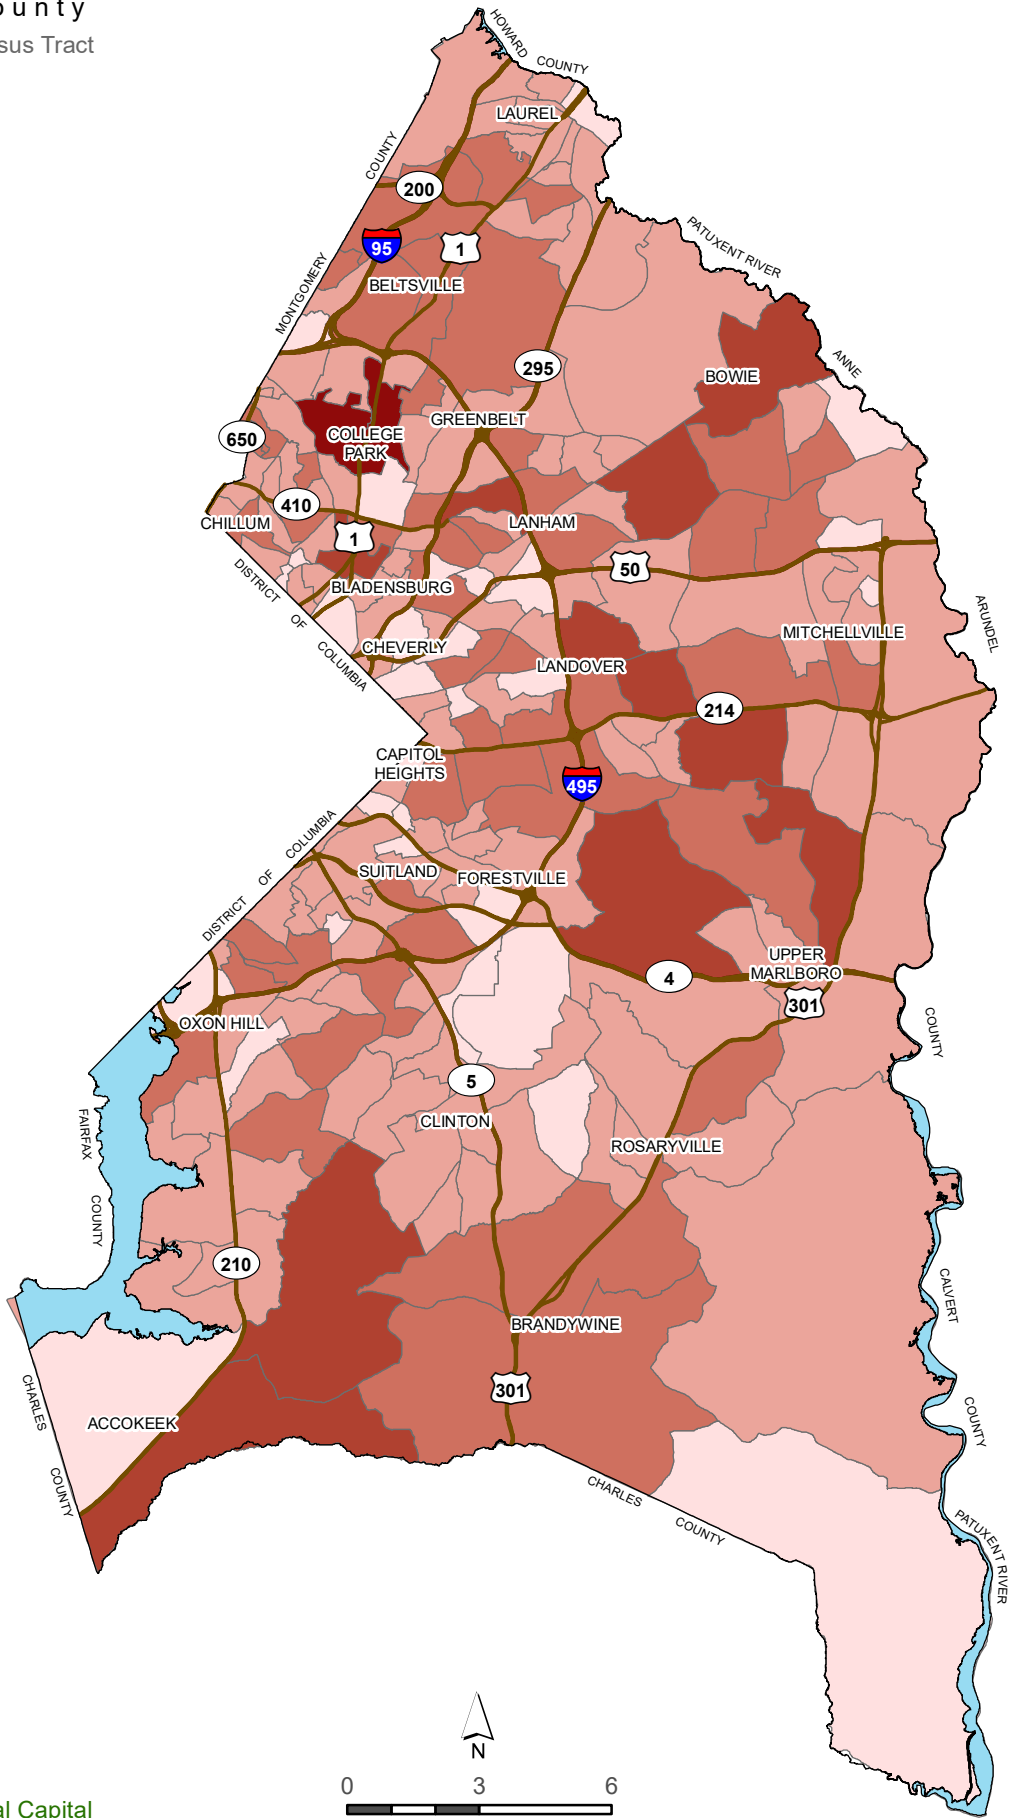 ounty
sus Tract
HOWARD
COUNTY
LAUREL
COUNTY
200
PATUXENT RIVER
95
1
BELTSVILLE
MONTGOMERY
ANNE
295
BOWIE
GREENBELT
650
COLLEGE
PARK
410
CHILLUM
LANHAM
1
50
DISTRICT
OF
COLUMBIA
BLADENSBURG
ARUNDEL
MITCHELLVILLE
CHEVERLY
LANDOVER
214
CAPITOL
HEIGHTS
495
DISTRICT
OF
COLUMBIA
SUITLAND
FORESTVILLE
UPPER
MARLBORO
4
301
OXON HILL
COUNTY
5
FAIRFAX
COUNTY
CLINTON
ROSARYVILLE
210
CALVERT
COUNTY
BRANDYWINE
301
CHARLES
COUNTY
ACCOKEEK
CHARLES
COUNTY
PATUXENT RIVER
N
0 3 6
al Capital